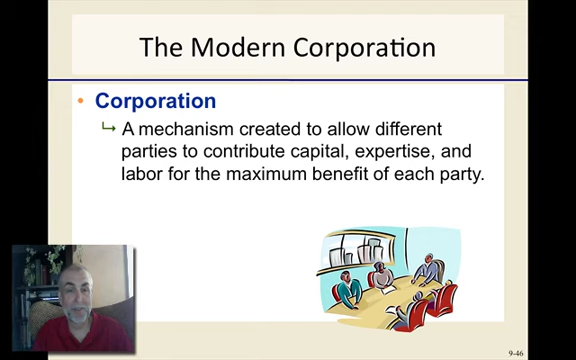 The Modern Corporation
• Corporation
↳ A mechanism created to allow different
parties to contribute capital, expertise, and
labor for the maximum benefit of each party.
9-46